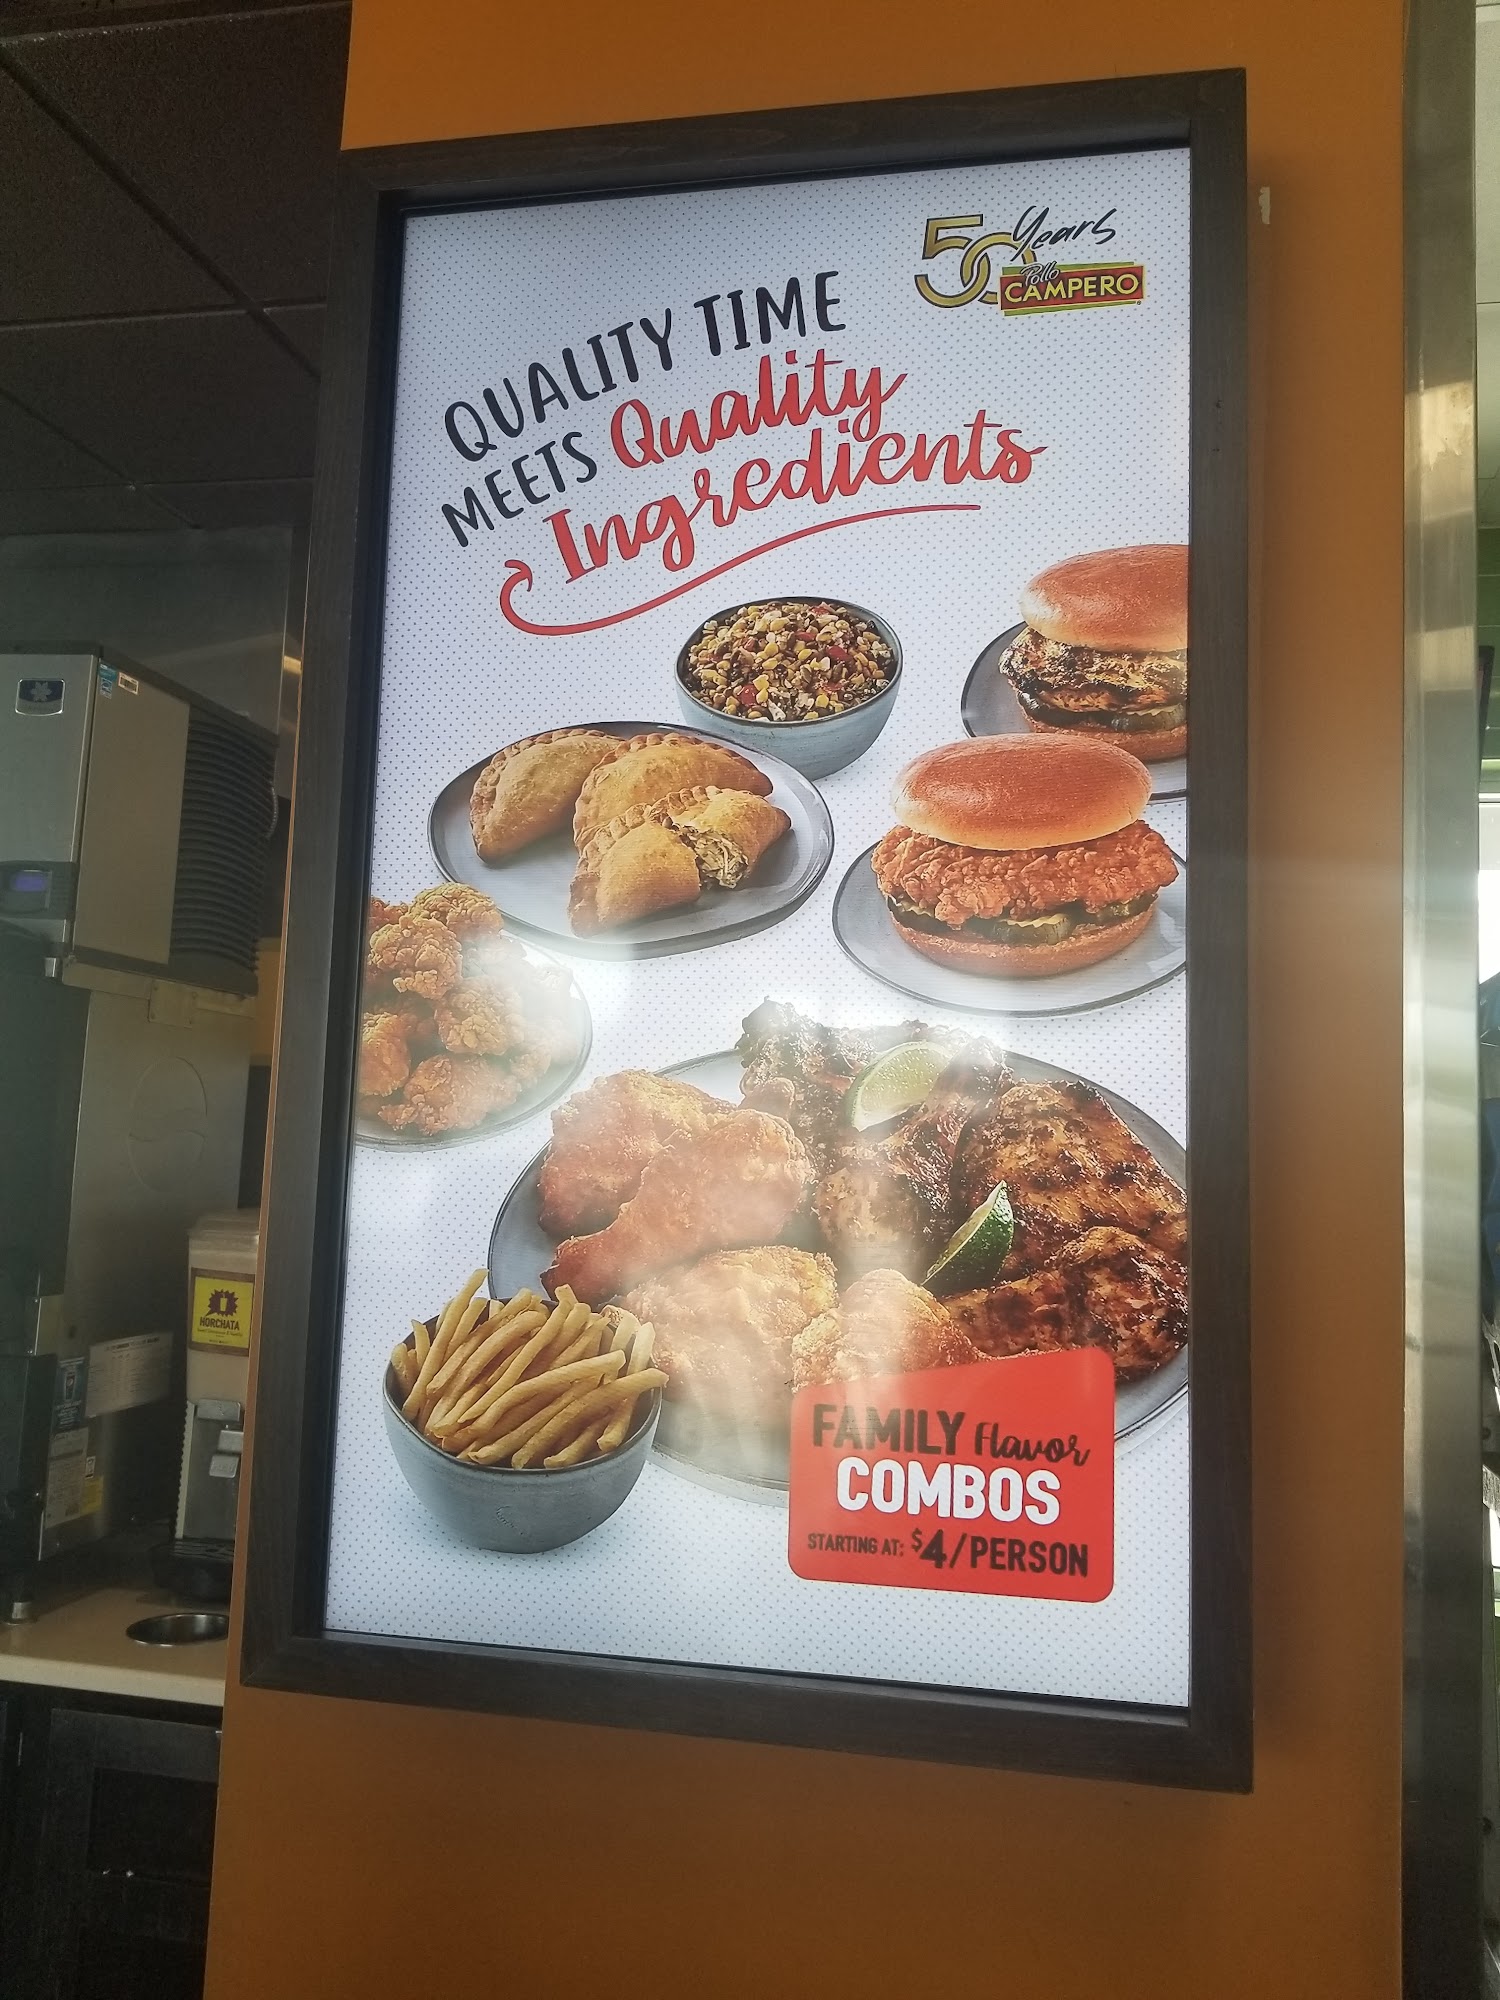 50 Years
Pollo
CAMPERO
QUALITY TIME
MEETS Quality
Ingredients
HORCHATA
FAMILY Flavor
COMBOS
STARTING AT: $4/PERSON